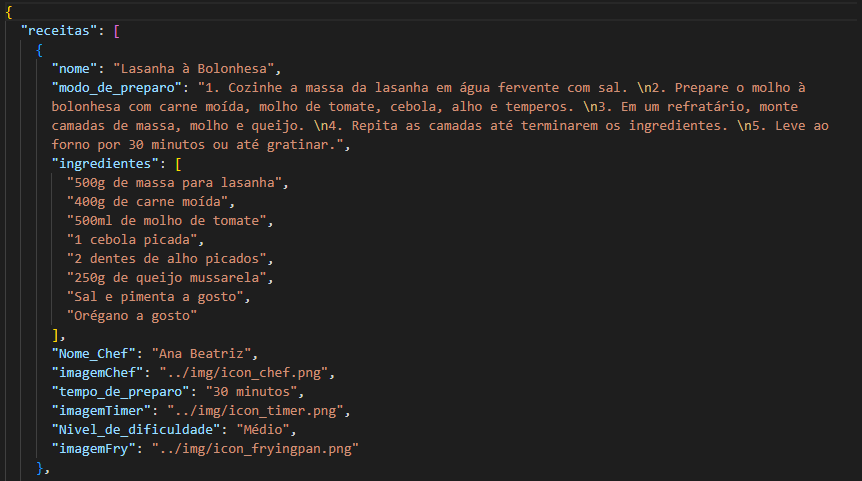 {
"receitas": [
{
"nome": "Lasanha à Bolonhesa",
"modo_de_preparo": "1. Cozinhe a massa da lasanha em água fervente com sal. \n2. Prepare o molho à
bolonhesa com carne moída, molho de tomate, cebola, alho e temperos. \n3. Em um refratário, monte
camadas de massa, molho e queijo. \n4. Repita as camadas até terminarem os ingredientes. \n5. Leve ao
forno por 30 minutos ou até gratinar.",
"ingredientes": [
"500g de massa para lasanha",
"400g de carne moída",
"500ml de molho de tomate",
"1 cebola picada",
"2 dentes de alho picados",
"250g de queijo mussarela",
"Sal e pimenta a gosto",
"Orégano a gosto"
],
"Nome_Chef": "Ana Beatriz",
"imagemChef": "../img/icon_chef.png",
"tempo_de_preparo": "30 minutos",
"imagemTimer": "../img/icon_timer.png",
"Nivel_de_dificuldade": "Médio",
"imagemFry": "../img/icon_fryingpan.png"
},